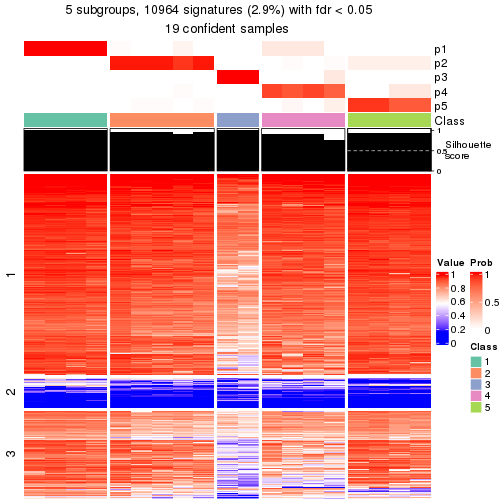 5 subgroups, 10964 signatures (2.9%) with fdr < 0.05
19 confident samples
p1
p2
p3
p4
p5
Class
1
0.5
0
Silhouette
score
1
2
3
Value
1
0.8
0.6
0.4
0.2
0
Prob
1
0.5
0
Class
1
2
3
4
5